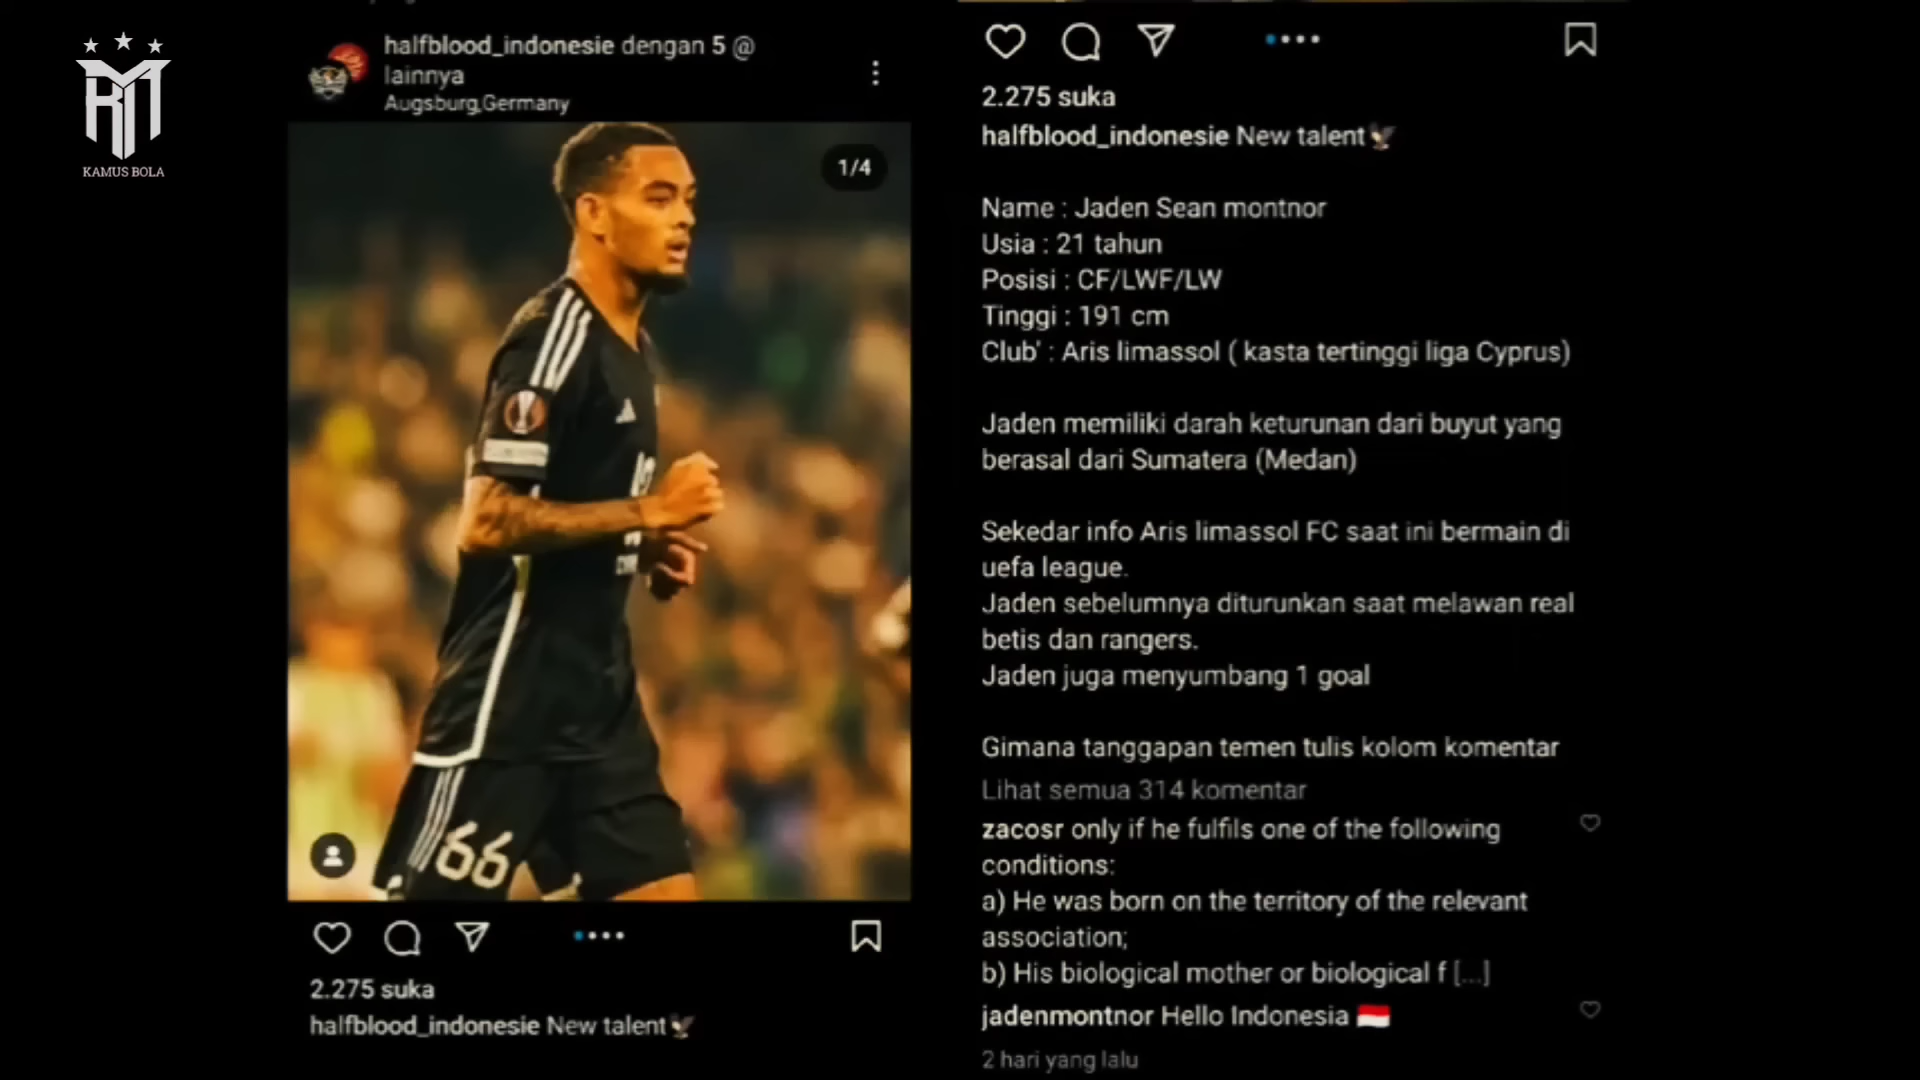 KAMUS BOLA
halfblood_indonesie dengan 5 @
lainnya
Augsburg,Germany
1/4
66
2.275 suka
halfblood_indonesie New talent🦅
2.275 suka
halfblood_indonesie New talent🦅
Name : Jaden Sean montnor
Usia : 21 tahun
Posisi : CF/LWF/LW
Tinggi : 191 cm
Club' : Aris limassol ( kasta tertinggi liga Cyprus)
Jaden memiliki darah keturunan dari buyut yang
berasal dari Sumatera (Medan)
Sekedar info Aris limassol FC saat ini bermain di
uefa league.
Jaden sebelumnya diturunkan saat melawan real
betis dan rangers.
Jaden juga menyumbang 1 goal
Gimana tanggapan temen tulis kolom komentar
Lihat semua 314 komentar
zacosr only if he fulfils one of the following
conditions:
a) He was born on the territory of the relevant
association;
b) His biological mother or biological f [...]
jadenmontnor Hello Indonesia 🇮🇩
2 hari yang lalu